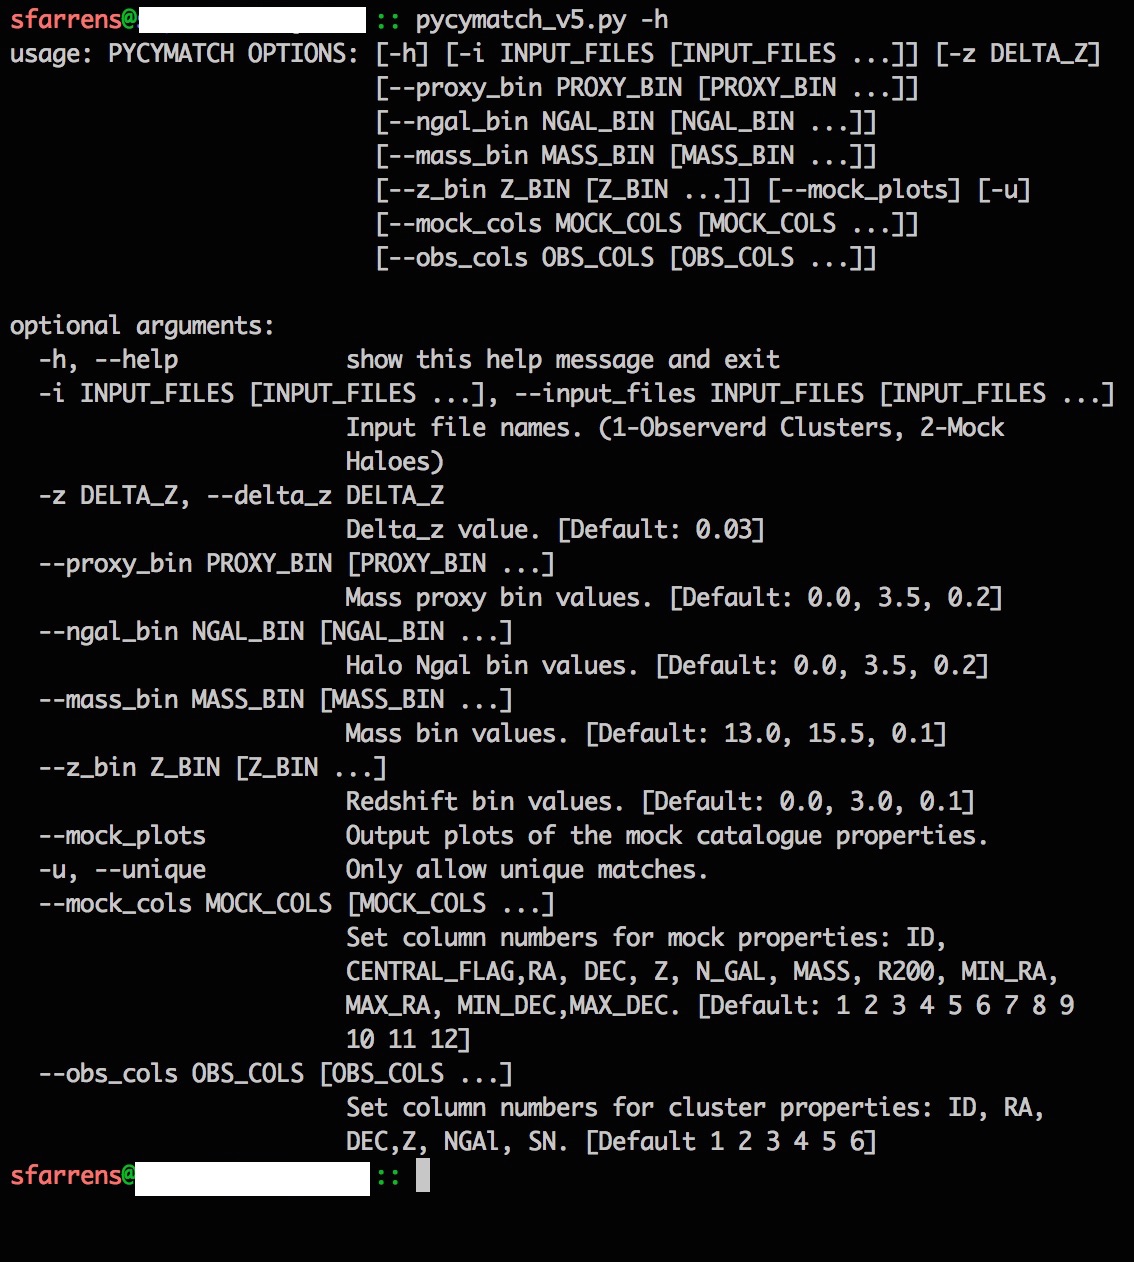 sfarrens@ :: pycymatch_v5.py -h
usage: PYCYMATCH OPTIONS: [-h] [-i INPUT_FILES [INPUT_FILES ...]] [-z DELTA_Z]
[--proxy_bin PROXY_BIN [PROXY_BIN ...]]
[--ngal_bin NGAL_BIN [NGAL_BIN ...]]
[--mass_bin MASS_BIN [MASS_BIN ...]]
[--z_bin Z_BIN [Z_BIN ...]] [--mock_plots] [-u]
[--mock_cols MOCK_COLS [MOCK_COLS ...]]
[--obs_cols OBS_COLS [OBS_COLS ...]]
optional arguments:
-h, --help show this help message and exit
-i INPUT_FILES [INPUT_FILES ...], --input_files INPUT_FILES [INPUT_FILES ...]
Input file names. (1-Observerd Clusters, 2-Mock
Haloes)
-z DELTA_Z, --delta_z DELTA_Z
Delta_z value. [Default: 0.03]
--proxy_bin PROXY_BIN [PROXY_BIN ...]
Mass proxy bin values. [Default: 0.0, 3.5, 0.2]
--ngal_bin NGAL_BIN [NGAL_BIN ...]
Halo Ngal bin values. [Default: 0.0, 3.5, 0.2]
--mass_bin MASS_BIN [MASS_BIN ...]
Mass bin values. [Default: 13.0, 15.5, 0.1]
--z_bin Z_BIN [Z_BIN ...]
Redshift bin values. [Default: 0.0, 3.0, 0.1]
--mock_plots Output plots of the mock catalogue properties.
-u, --unique Only allow unique matches.
--mock_cols MOCK_COLS [MOCK_COLS ...]
Set column numbers for mock properties: ID,
CENTRAL_FLAG,RA, DEC, Z, N_GAL, MASS, R200, MIN_RA,
MAX_RA, MIN_DEC,MAX_DEC. [Default: 1 2 3 4 5 6 7 8 9
10 11 12]
--obs_cols OBS_COLS [OBS_COLS ...]
Set column numbers for cluster properties: ID, RA,
DEC,Z, NGAl, SN. [Default 1 2 3 4 5 6]
sfarrens@ ::